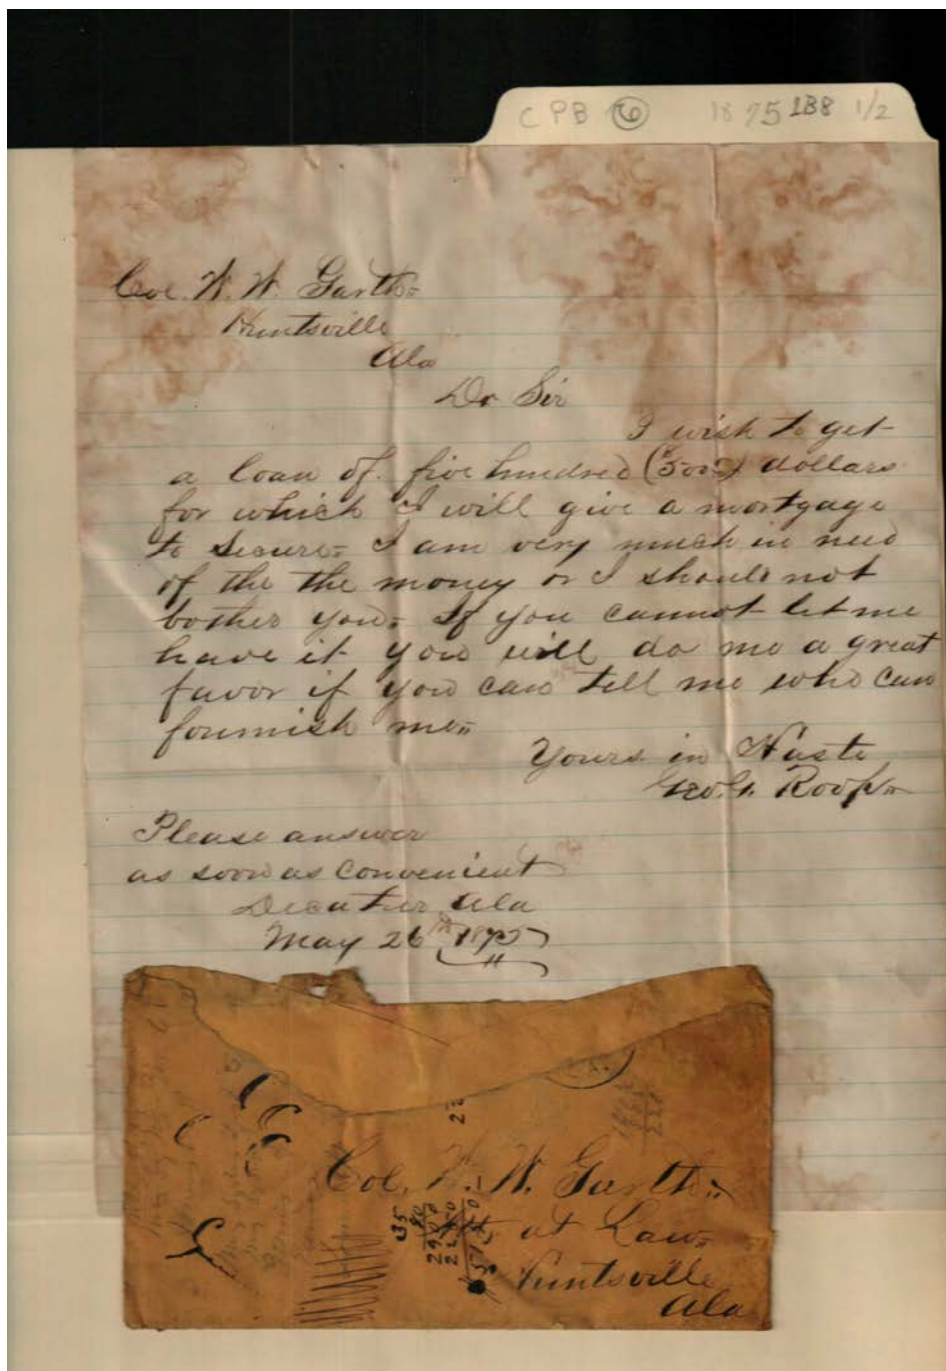 CPB 6 1875 188 1/2
Col. W. W. Garth
Huntsville
Ala
Dr Sir
I wish to get
a loan of five hundred ($500) dollars
for which I will give a mortgage
to secure. I am very much in need
of the the money or I should not
bother you. If you cannot let me
have it you will do me a great
favor if you can tell me who can
fournish me.
Yours in Haste
Roop
Please answer
as soon as convenient
Decatur Ala
May 26th 1875
Col. W. W. Garth
at Law
Huntsville
Ala
35
80